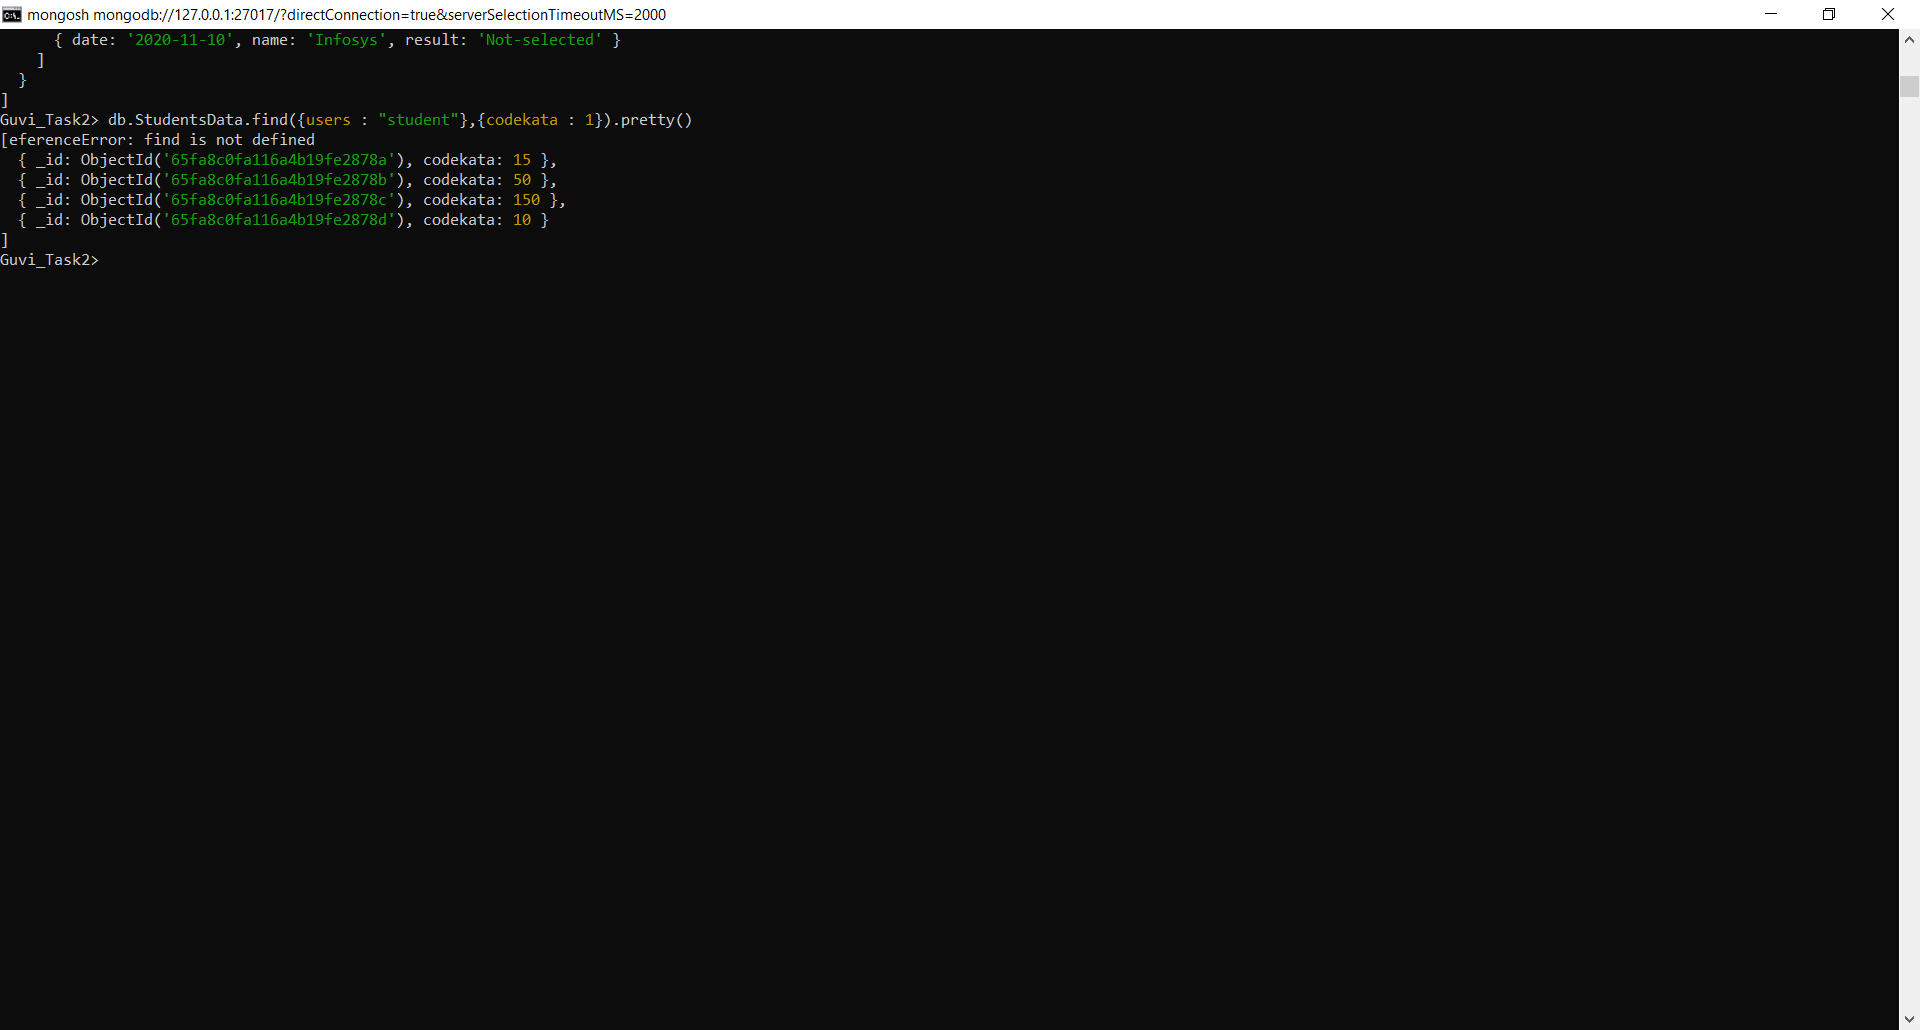 mongosh mongodb://127.0.0.1:27017/?directConnection=true&serverSelectionTimeoutMS=2000
      { date: '2020-11-10', name: 'Infosys', result: 'Not-selected' }
    ]
  }
]
Guvi_Task2> db.StudentsData.find({users : "student"},{codekata : 1}).pretty()
[eferenceError: find is not defined
  { _id: ObjectId('65fa8c0fa116a4b19fe2878a'), codekata: 15 },
  { _id: ObjectId('65fa8c0fa116a4b19fe2878b'), codekata: 50 },
  { _id: ObjectId('65fa8c0fa116a4b19fe2878c'), codekata: 150 },
  { _id: ObjectId('65fa8c0fa116a4b19fe2878d'), codekata: 10 }
]
Guvi_Task2>